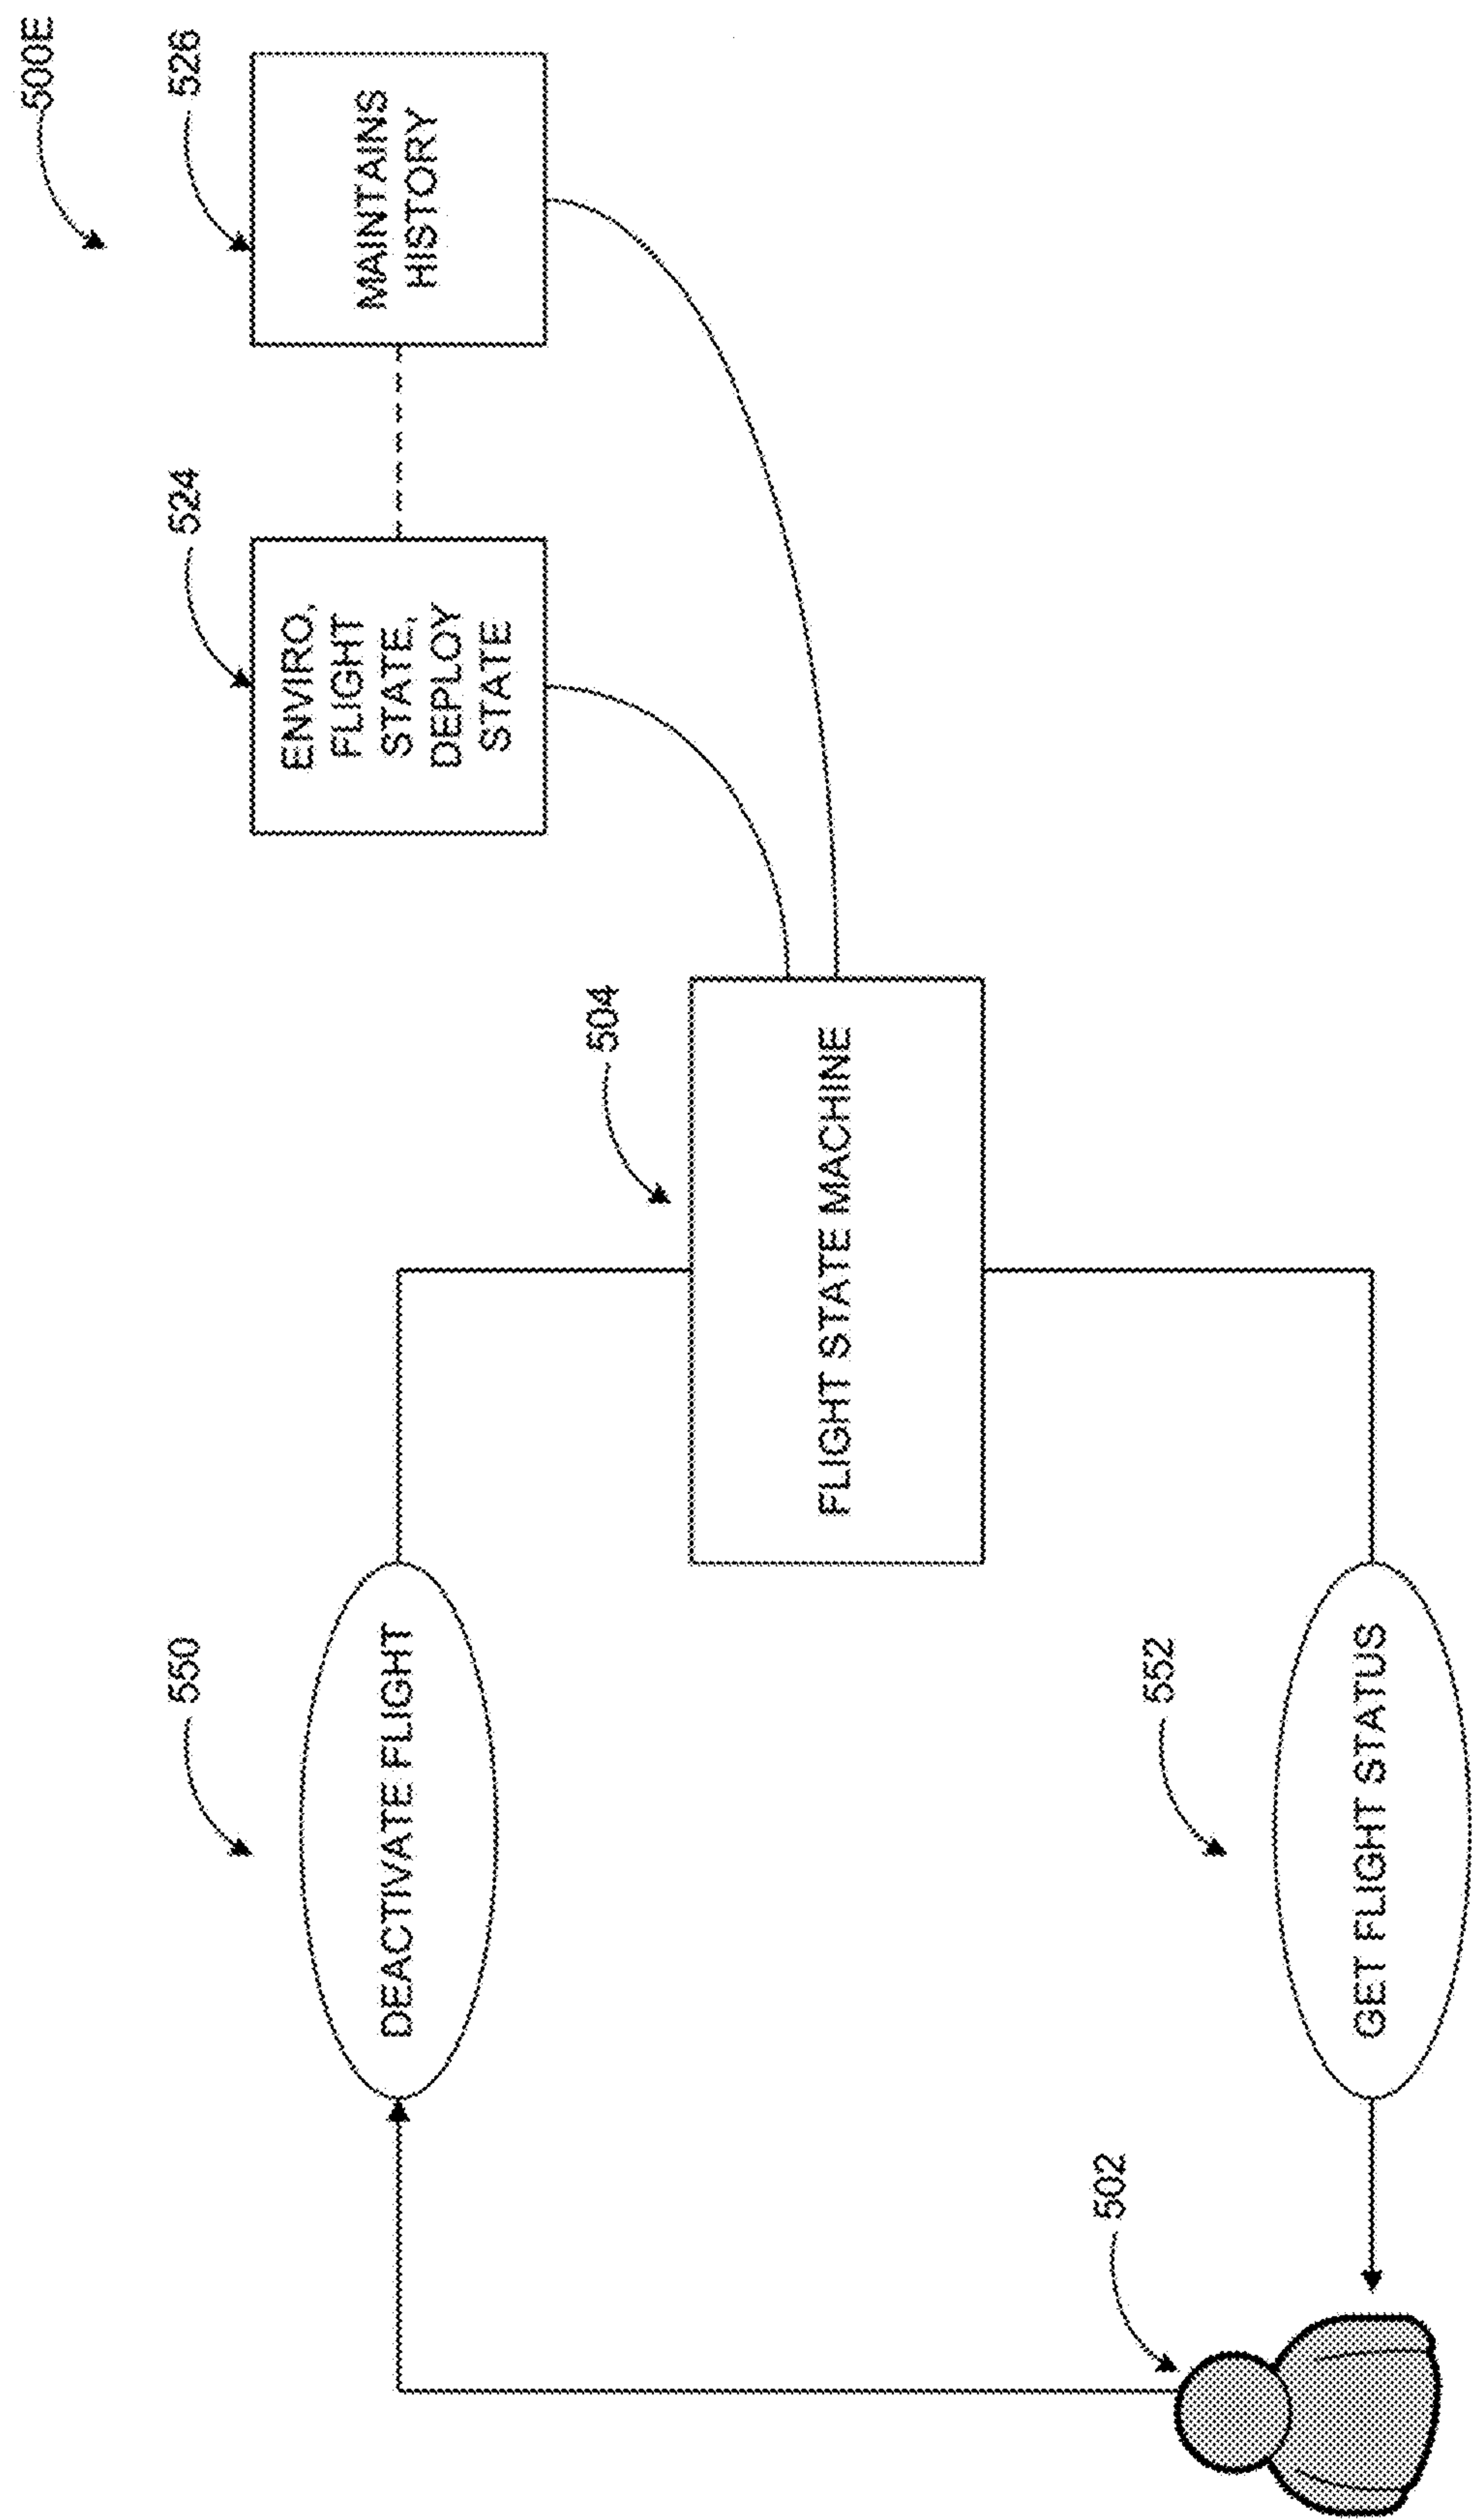 500E
550
524
526
DEACTIVATE FLIGHT
ENVIRO,
FLIGHT
STATE,
DEPLOY
STATE
MAINTAINS
HISTORY
504
FLIGHT STATE MACHINE
502
552
GET FLIGHT STATUS